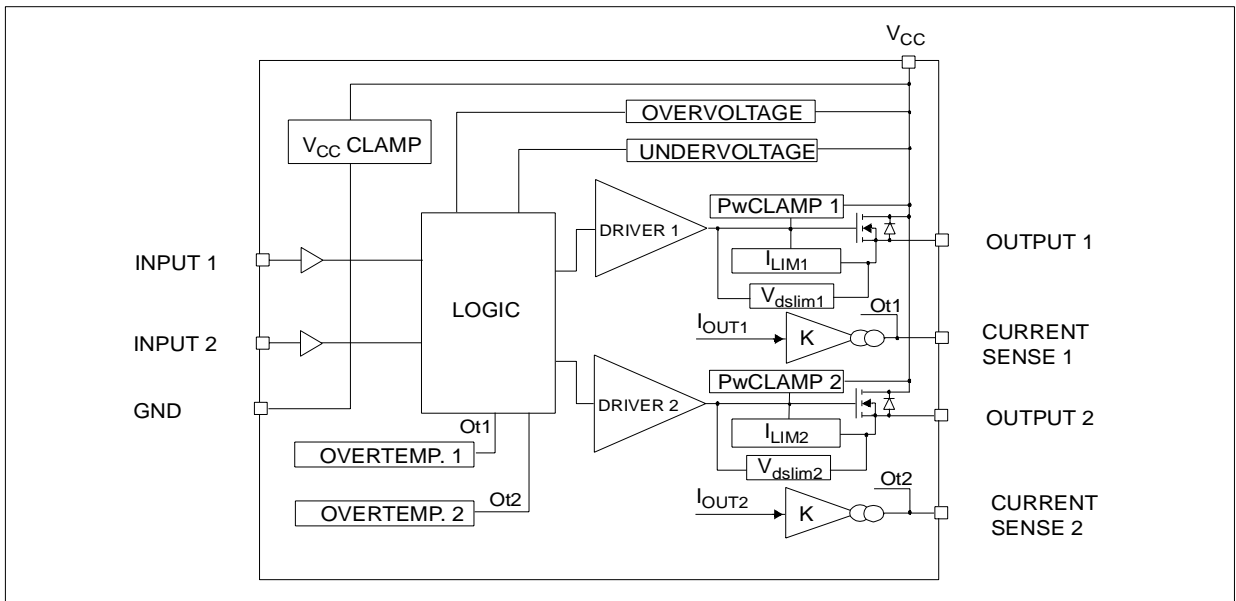 VCC
OVERVOLTAGE
VCC CLAMP
UNDERVOLTAGE
PwCLAMP 1
DRIVER 1
OUTPUT 1
INPUT 1
ILIM1
Vdslim1
LOGIC
Ot1
IOUT1
K
CURRENT
SENSE 1
INPUT 2
PwCLAMP 2
DRIVER 2
GND
OUTPUT 2
Ot1
ILIM2
OVERTEMP. 1
Vdslim2
Ot2
Ot2
IOUT2
K
CURRENT
SENSE 2
OVERTEMP. 2